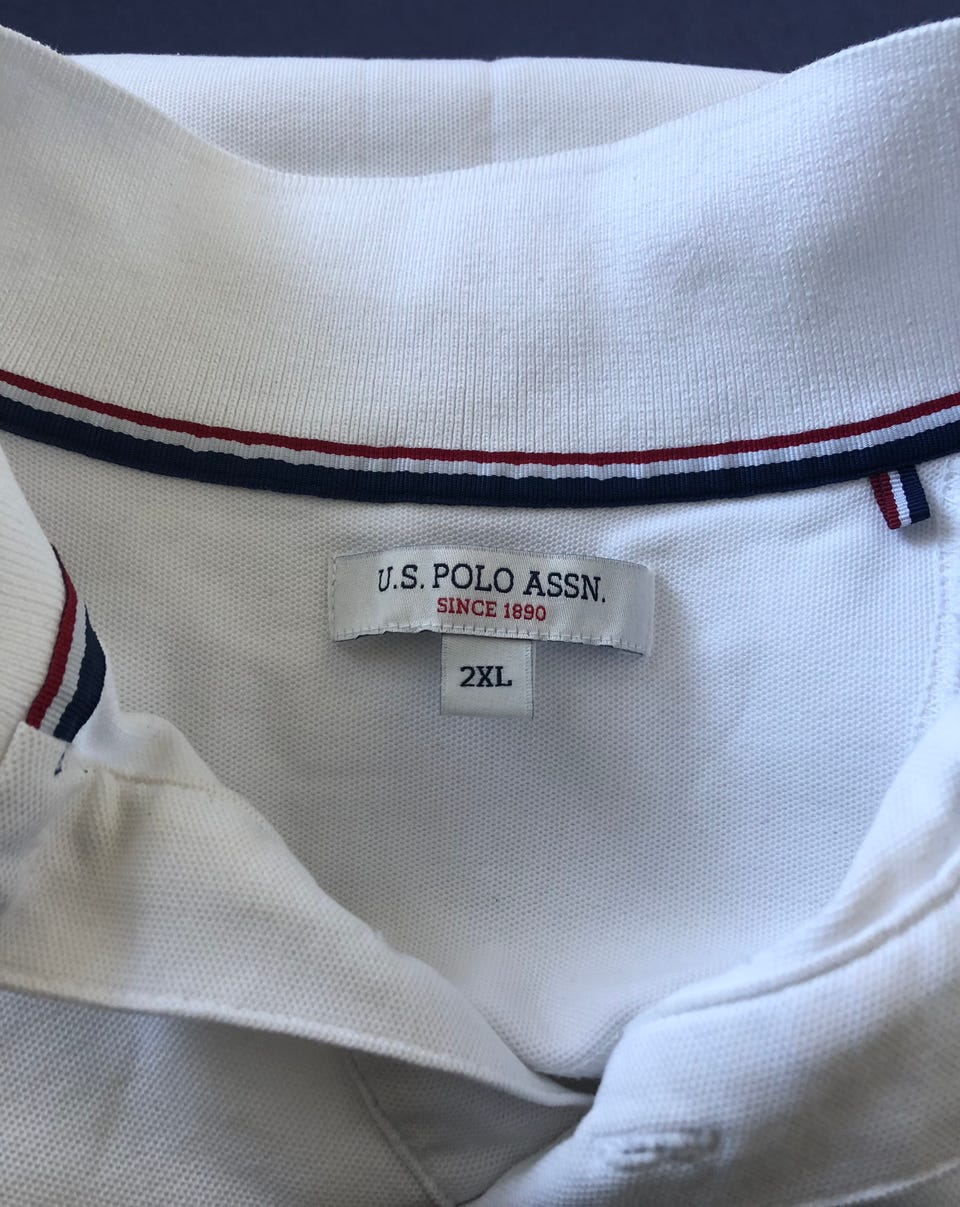 U.S. POLO ASSN.
SINCE 1890
2XL